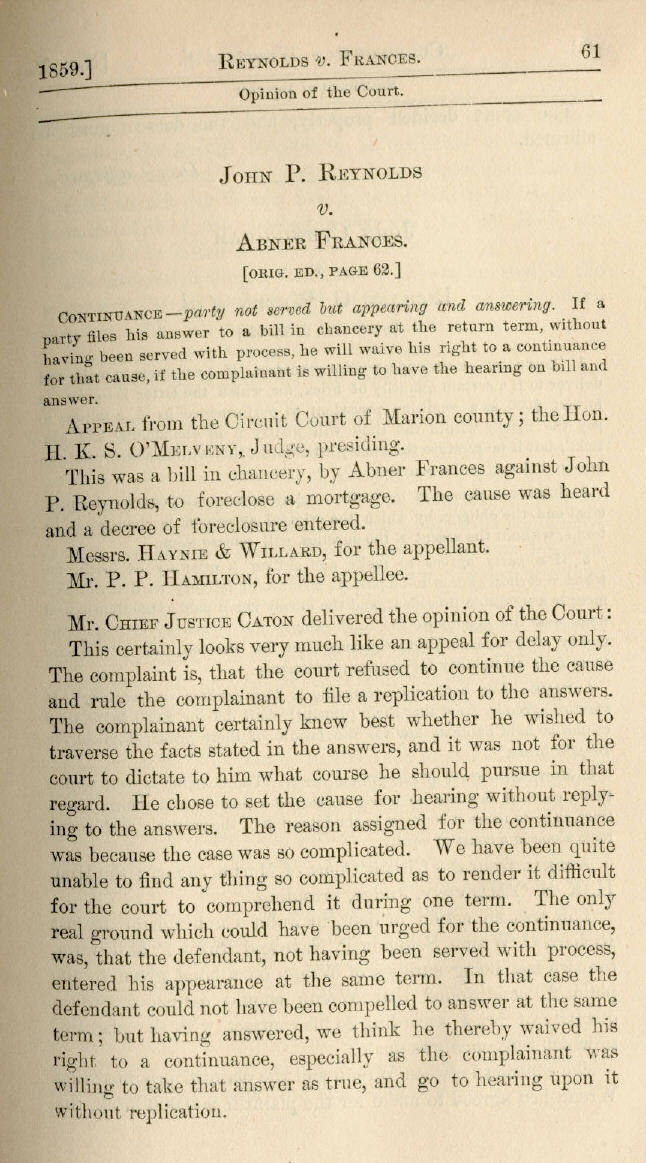 1859.] REYNOLDS v. FRANCES. 61
Opinion of the Court.
JOHN P. REYNOLDS
v.
ABNER FRANCES.
[ORIG. ED., PAGE 62.]
CONTINUANCE—party not served but appearing and answering. If a
party files his answer to a bill in chancery at the return term, without
having been served with process, he will waive his right to a continuance
for that cause, if the complainant is willing to have the hearing on bill and
answer.
APPEAL from the Circuit Court of Marion county; the Hon.
H. K. S. O'MELVENY, Judge, presiding.
This was a bill in chancery, by Abner Frances against John
P. Reynolds, to foreclose a mortgage. The cause was heard
and a decree of foreclosure entered.
Messrs. HAYNIE & WILLARD, for the appellant.
Mr. P. P. HAMILTON, for the appellee.
Mr. CHIEF JUSTICE CATON delivered the opinion of the Court:
This certainly looks very much like an appeal for delay only.
The complaint is, that the court refused to continue the cause
and rule the complainant to file a replication to the answers.
The complainant certainly knew best whether he wished to
traverse the facts stated in the answers, and it was not for the
court to dictate to him what course he should pursue in that
regard. He chose to set the cause for hearing without reply-
ing to the answers. The reason assigned for the continuance
was because the case was so complicated. We have been quite
unable to find any thing so complicated as to render it difficult
for the court to comprehend it during one term. The only
real ground which could have been urged for the continuance,
was, that the defendant, not having been served with process,
entered his appearance at the same term. In that case the
defendant could not have been compelled to answer at the same
term; but having answered, we think he thereby waived his
right to a continuance, especially as the complainant was
willing to take that answer as true, and go to hearing upon it
without replication.